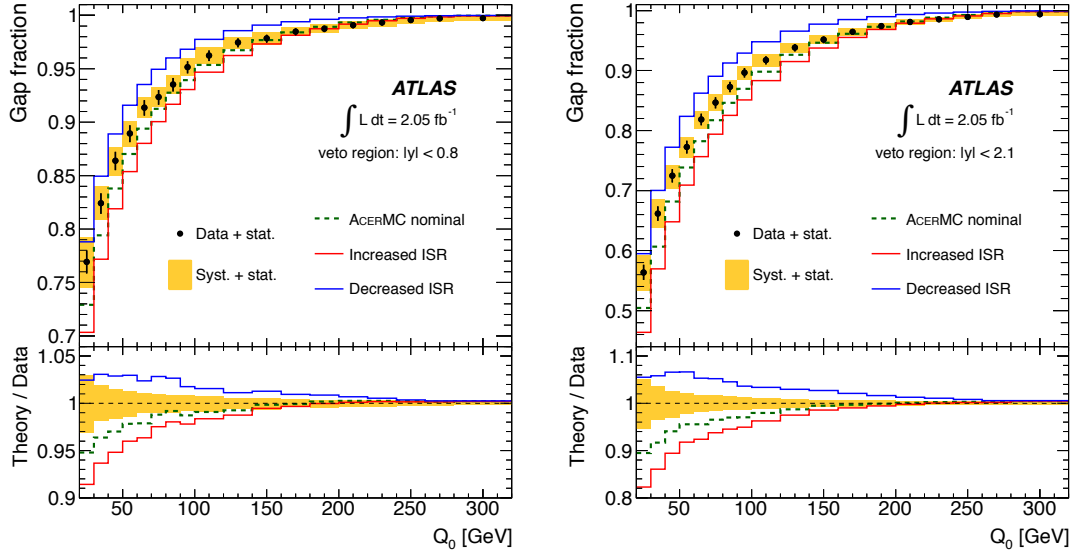 Gap fraction
1
0.95
0.9
0.85
0.8
0.75
0.7
ATLAS
∫ L dt = 2.05 fb⁻¹
veto region: |y| < 0.8
Data + stat.
Syst. + stat.
ACERMC nominal
Increased ISR
Decreased ISR
Theory / Data
1.05
1
0.95
0.9
50 100 150 200 250 300
Q₀ [GeV]
Gap fraction
1
0.9
0.8
0.7
0.6
0.5
ATLAS
∫ L dt = 2.05 fb⁻¹
veto region: |y| < 2.1
Data + stat.
Syst. + stat.
ACERMC nominal
Increased ISR
Decreased ISR
Theory / Data
1.1
1
0.9
0.8
50 100 150 200 250 300
Q₀ [GeV]